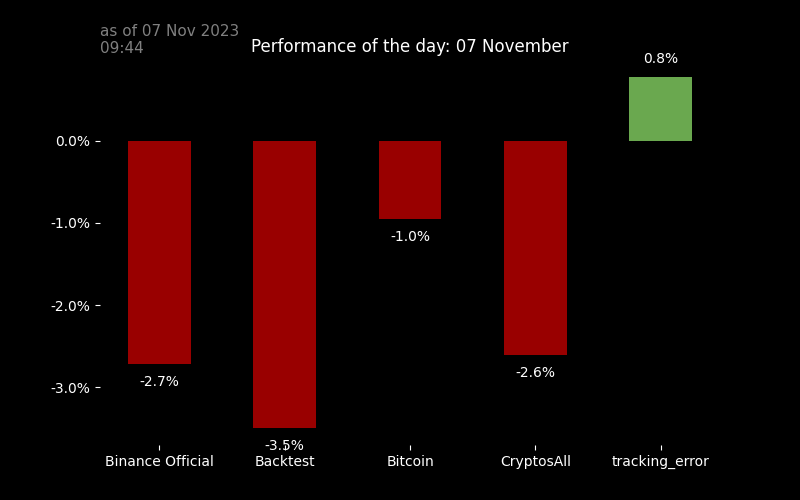 as of 07 Nov 2023
09:44
Performance of the day: 07 November
0.8%
0.0%
-1.0%
-1.0%
-2.0%
-2.6%
-2.7%
-3.0%
-3.5%
Binance Official
Backtest
Bitcoin
CryptosAll
tracking_error